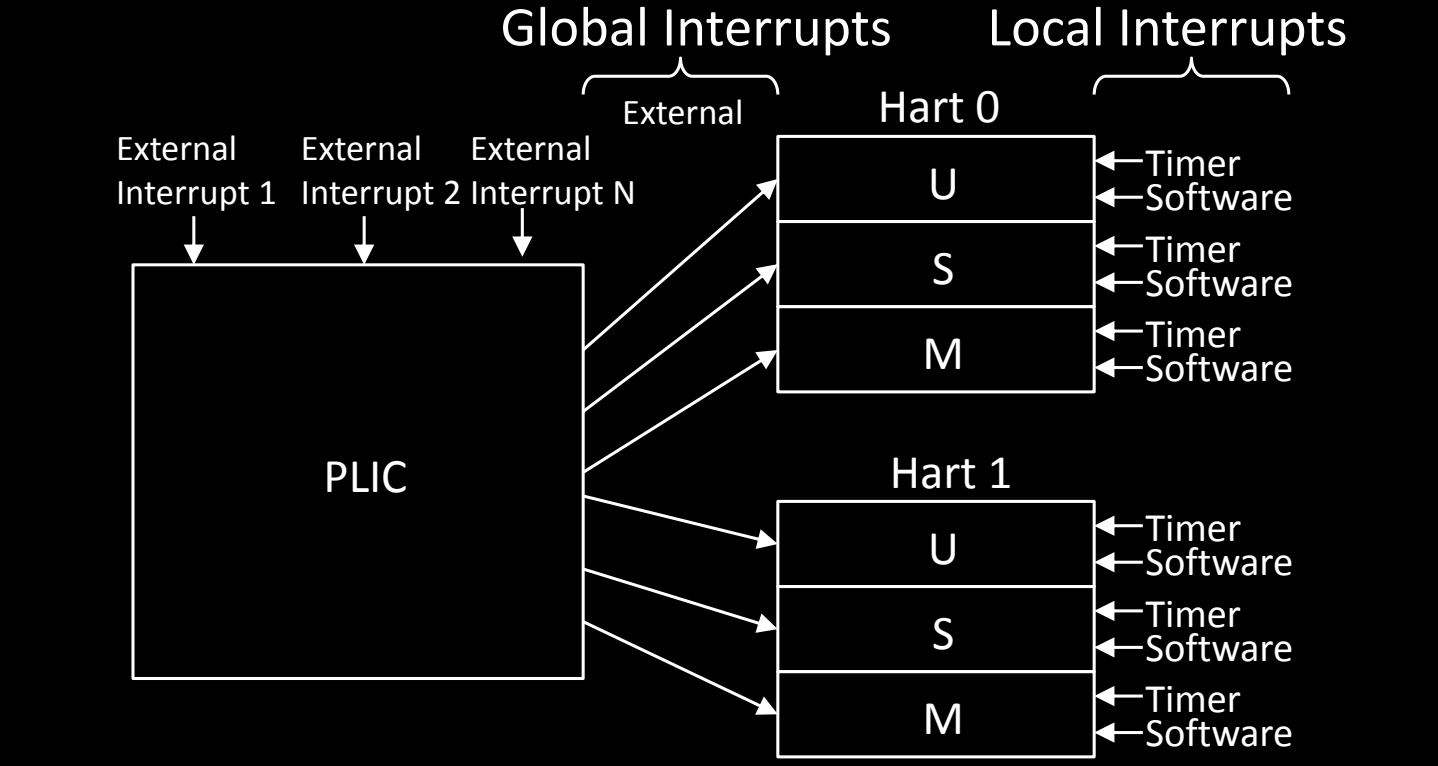 Global Interrupts
Local Interrupts
External
Hart 0
External
Interrupt 1
External
Interrupt 2
External
Interrupt N
PLIC
U
Timer
Software
S
Timer
Software
M
Timer
Software
Hart 1
U
Timer
Software
S
Timer
Software
M
Timer
Software